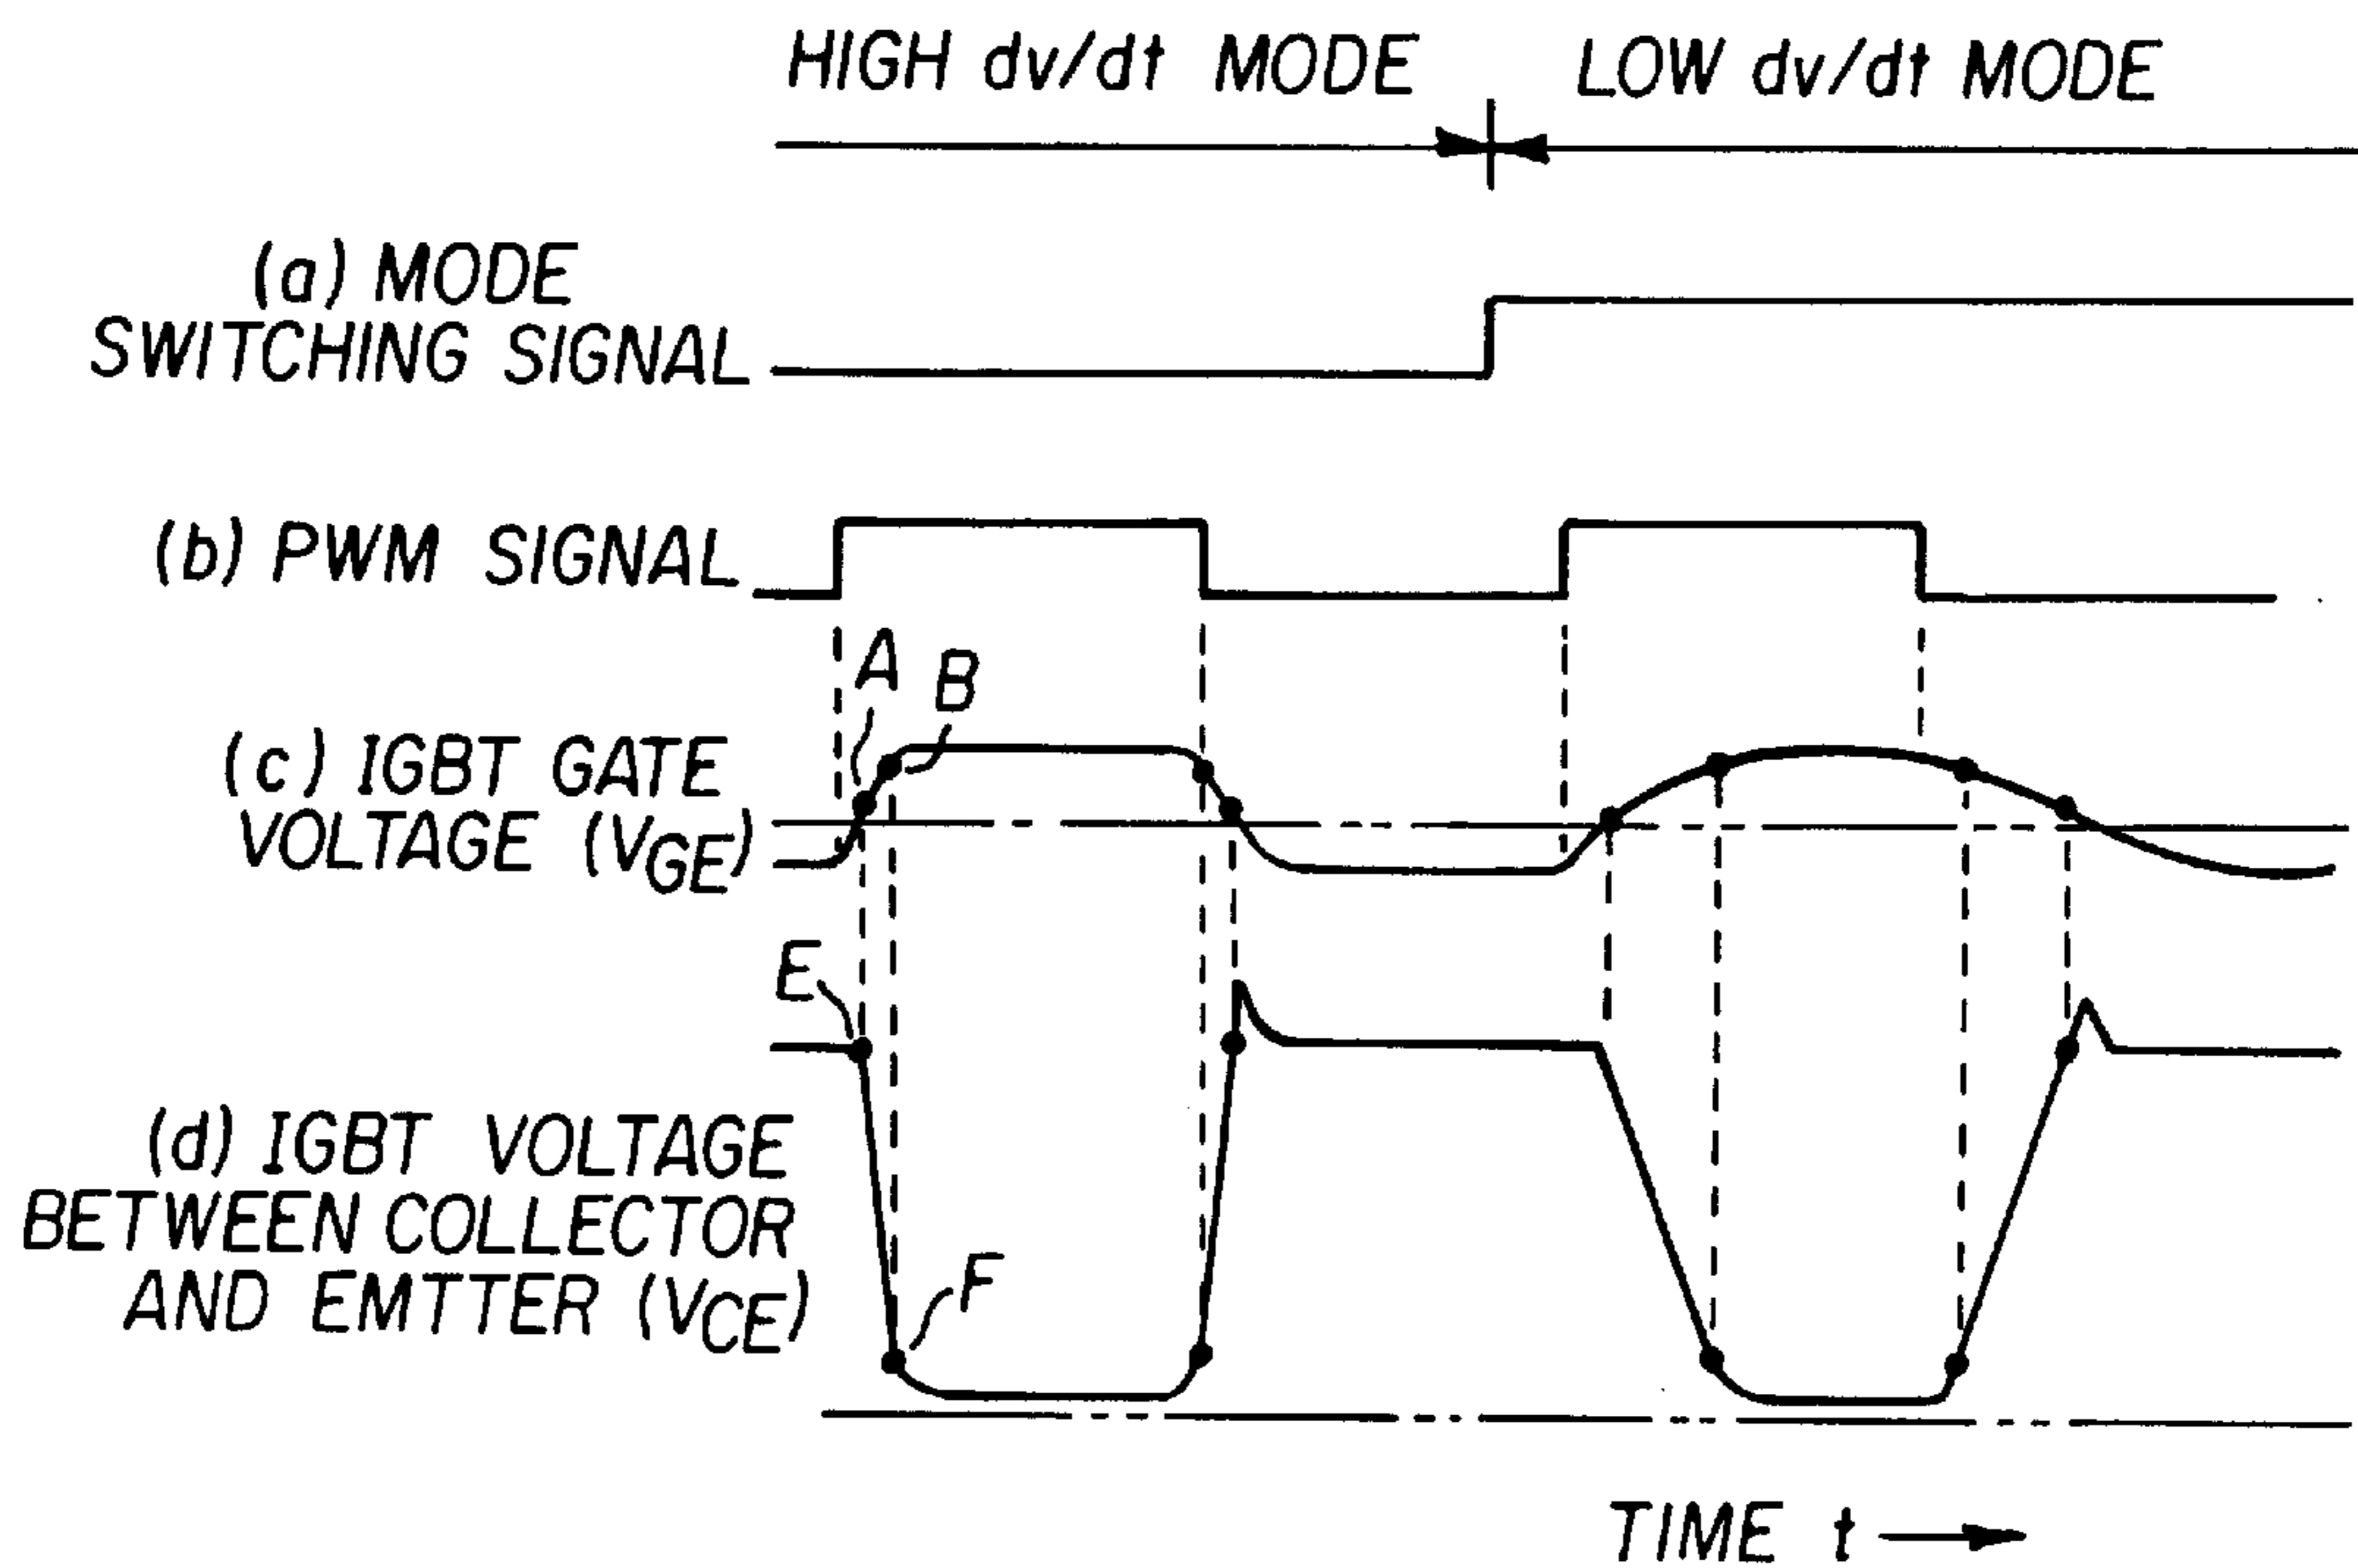 HIGH dv/dt MODE
LOW dv/dt MODE
(a) MODE
SWITCHING SIGNAL
(b) PWM SIGNAL
A
B
(c) IGBT GATE
VOLTAGE (VGE)
E
(d) IGBT VOLTAGE
BETWEEN COLLECTOR
AND EMTTER (VCE)
F
TIME t